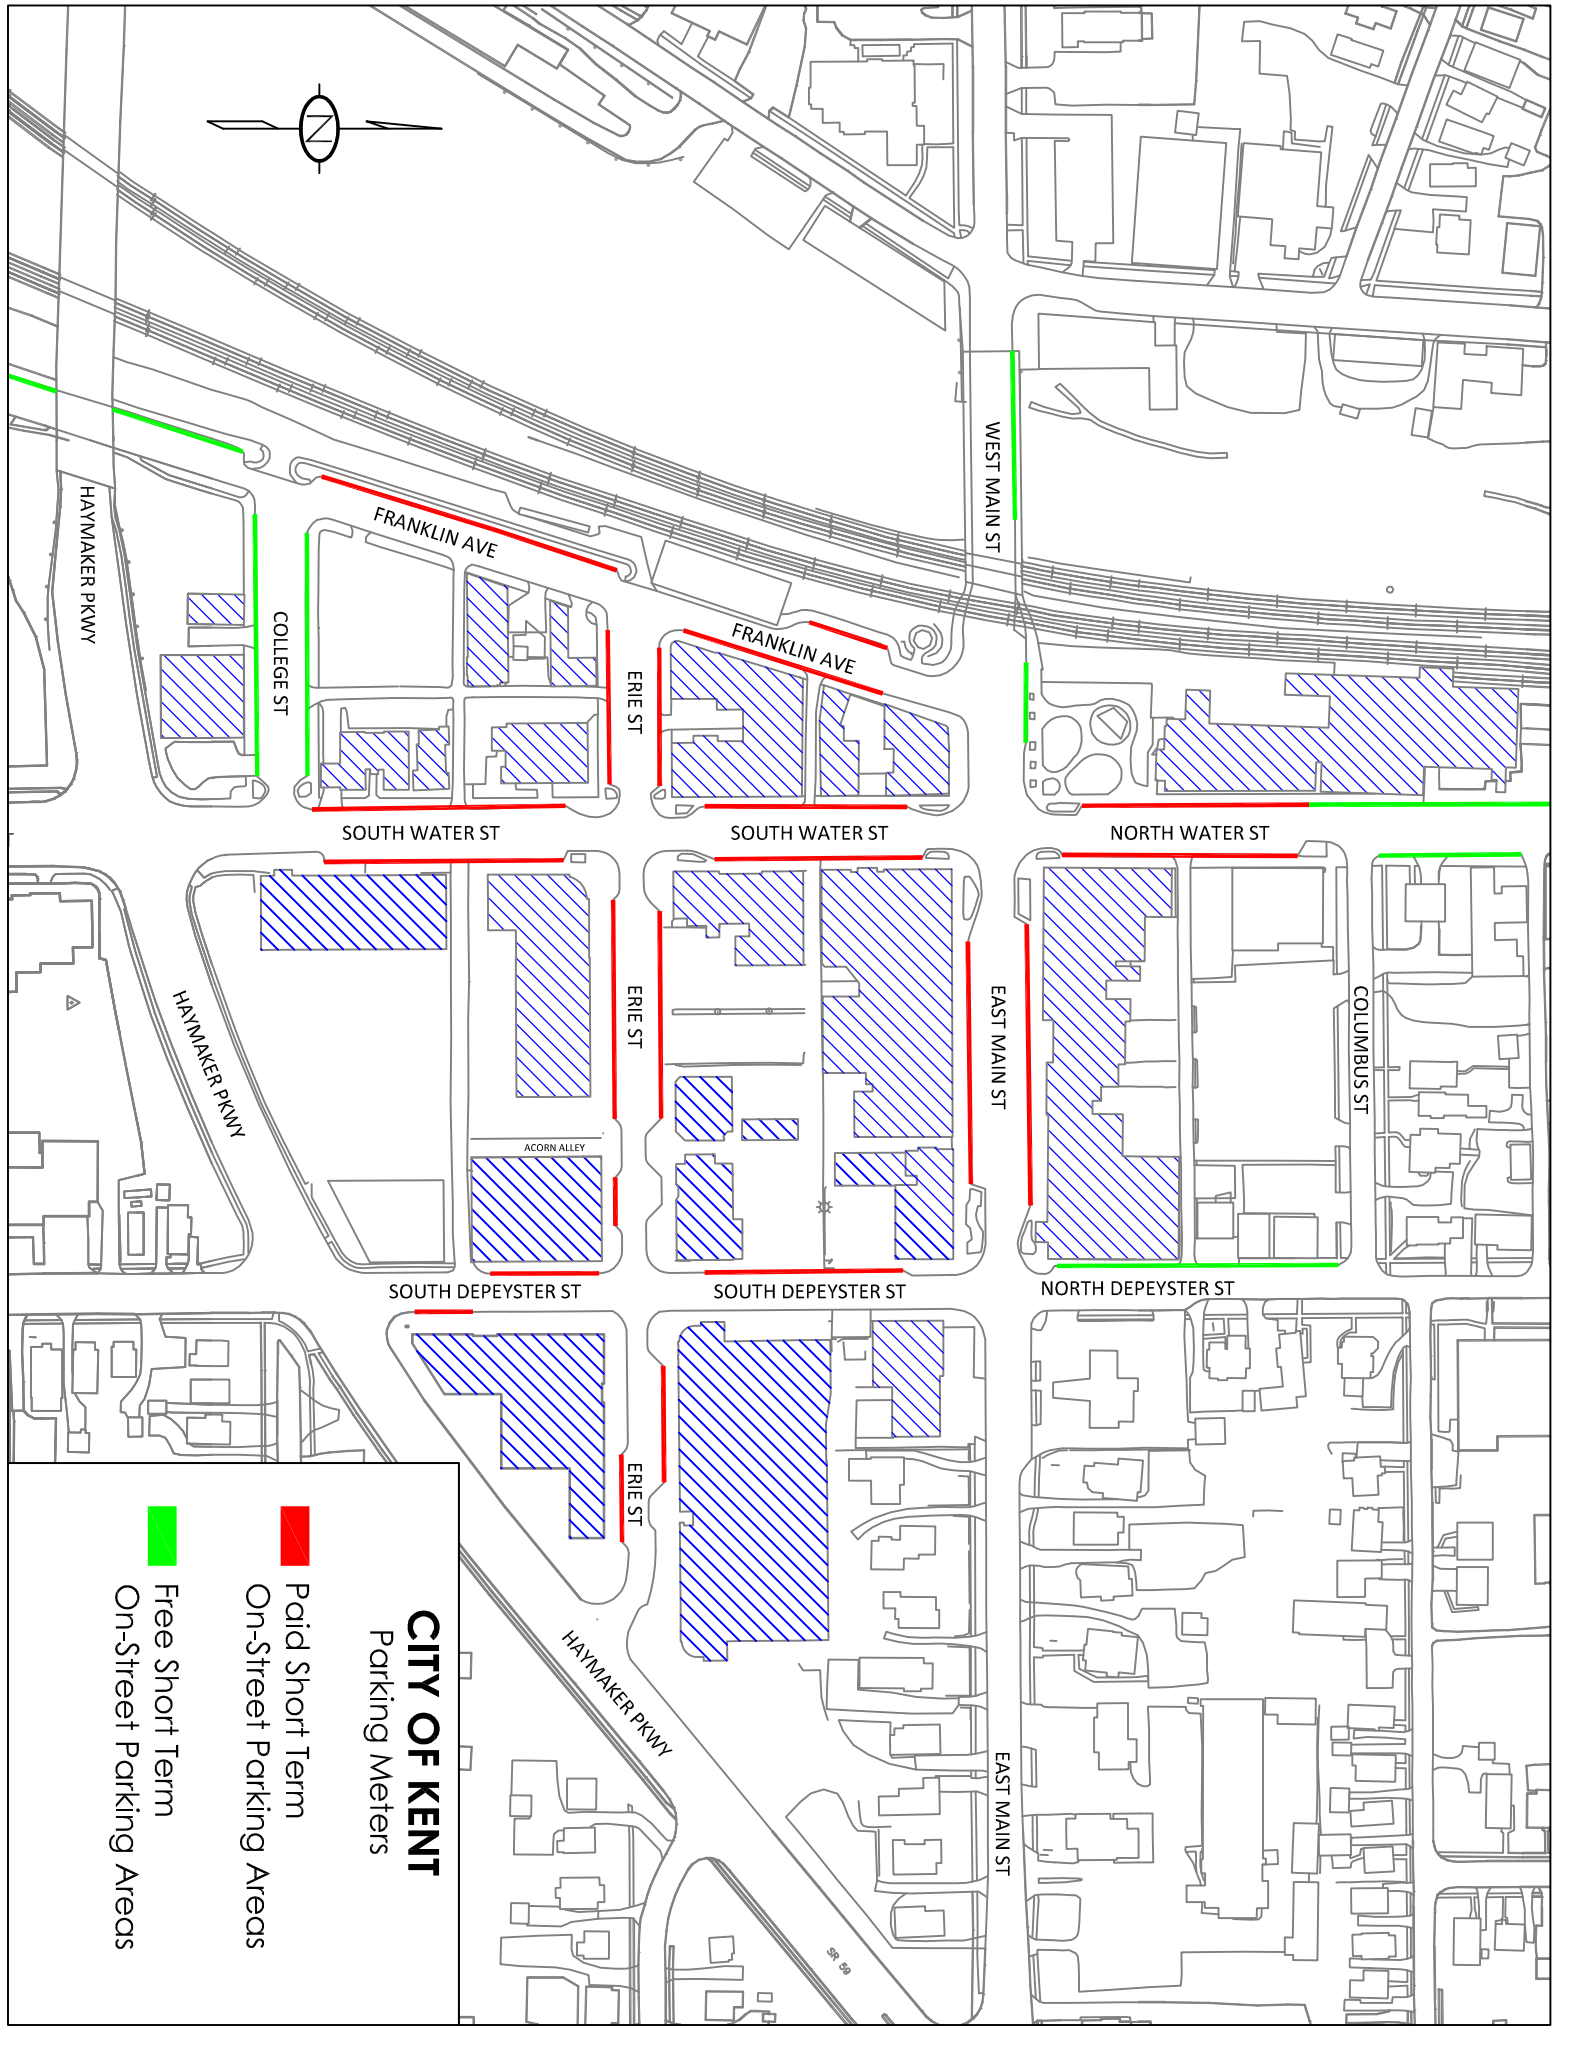 N
WEST MAIN ST
HAYMAKER PKWY
FRANKLIN AVE
COLLEGE ST
ERIE ST
FRANKLIN AVE
SOUTH WATER ST
SOUTH WATER ST
NORTH WATER ST
HAYMAKER PKWY
ERIE ST
EAST MAIN ST
COLUMBUS ST
ACORN ALLEY
SOUTH DEPEYSTER ST
SOUTH DEPEYSTER ST
NORTH DEPEYSTER ST
ERIE ST
HAYMAKER PKWY
EAST MAIN ST
SR 59
CITY OF KENT
Parking Meters
Paid Short Term
On-Street Parking Areas
Free Short Term
On-Street Parking Areas